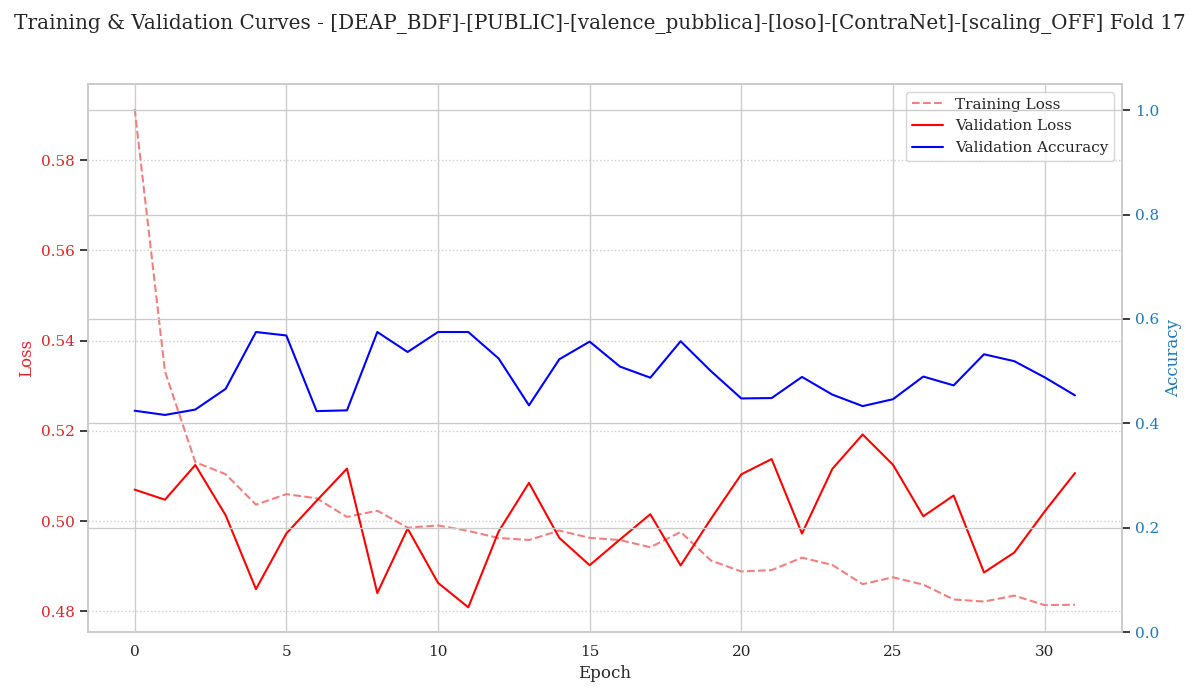 Training & Validation Curves - [DEAP_BDF]-[PUBLIC]-[valence_pubblica]-[loso]-[ContraNet]-[scaling_OFF] Fold 17
Training Loss
Validation Loss
Validation Accuracy
Loss
0.58
0.56
0.54
0.52
0.50
0.48
1.0
0.8
0.6
0.4
0.2
0.0
Accuracy
0 5 10 15 20 25 30
Epoch